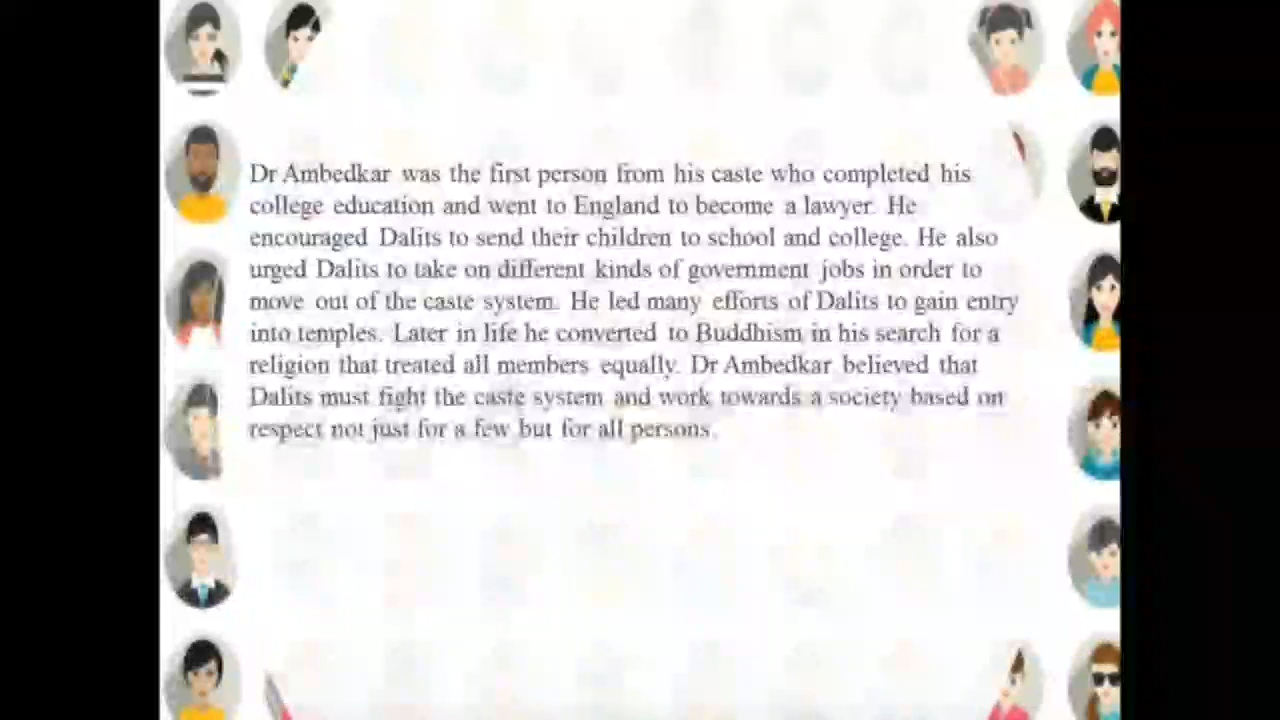 Dr Ambedkar was the first person from his caste who completed his
college education and went to England to become a lawyer. He
encouraged Dalits to send their children to school and college. He also
urged Dalits to take on different kinds of government jobs in order to
move out of the caste system. He led many efforts of Dalits to gain entry
into temples. Later in life he converted to Buddhism in his search for a
religion that treated all members equally. Dr Ambedkar believed that
Dalits must fight the caste system and work towards a society based on
respect not just for a few but for all persons.